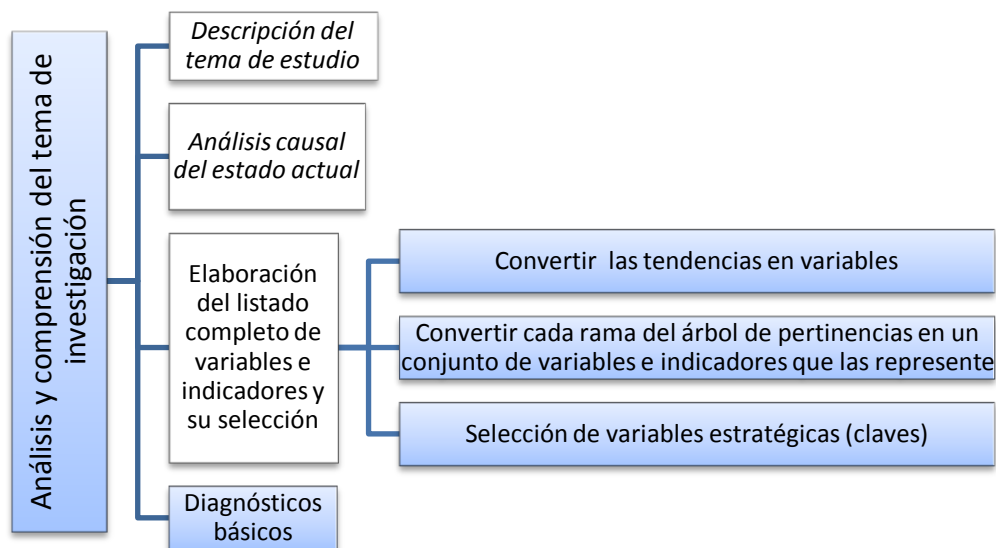 Análisis y comprensión del tema de
investigación
Descripción del
tema de estudio
Análisis causal
del estado actual
Elaboración
del listado
completo de
variables e
indicadores y
su selección
Convertir las tendencias en variables
Convertir cada rama del árbol de pertinencias en un
conjunto de variables e indicadores que las represente
Selección de variables estratégicas (claves)
Diagnósticos
básicos